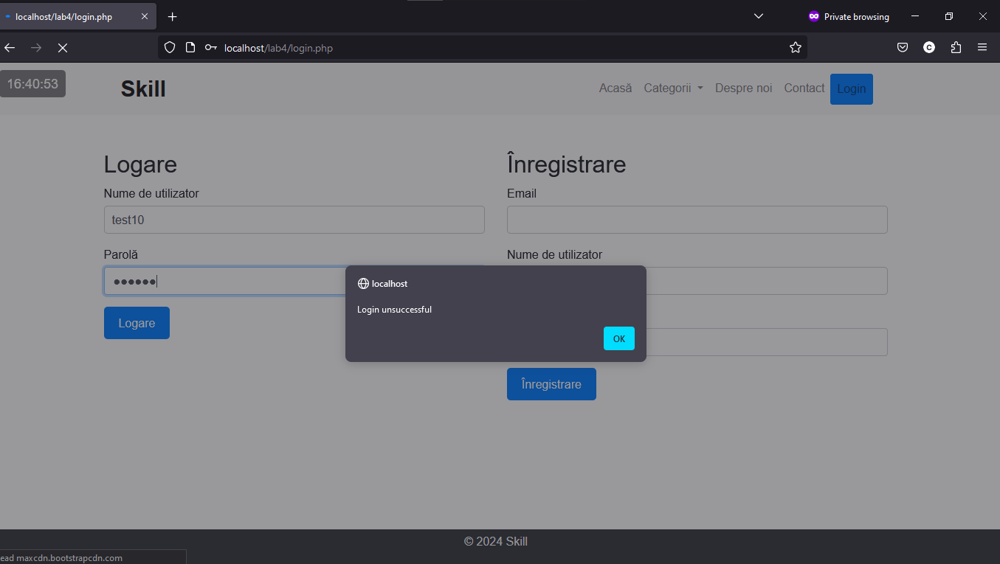 localhost/lab4/login.php
Private browsing
localhost/lab4/login.php
16:40:53
Skill
Acasă Categorii Despre noi Contact Login
Logare
Nume de utilizator
test10
Parolă
Logare
Înregistrare
Email
Nume de utilizator
Înregistrare
localhost
Login unsuccessful
OK
© 2024 Skill
ead maxcdn.bootstrapcdn.com